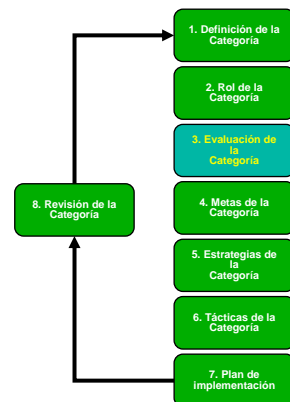 1. Definición de la
Categoría
2. Rol de la
Categoría
3. Evaluación de
la
Categoría
4. Metas de la
Categoría
8. Revisión de la
Categoría
5. Estrategias de
la
Categoría
6. Tácticas de la
Categoría
7. Plan de
implementación